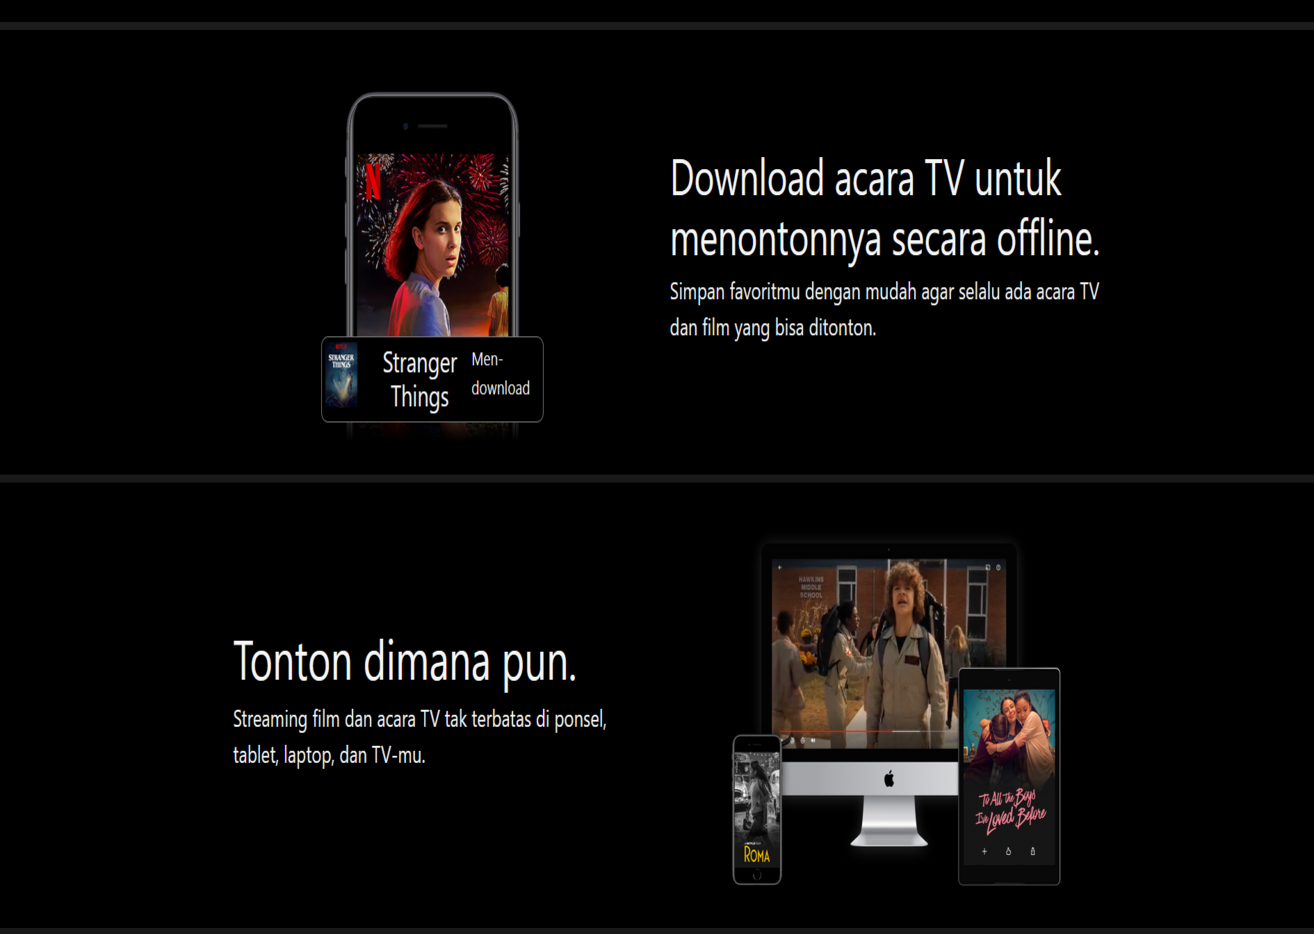 N
Download acara TV untuk
menontonnya secara offline.
Simpan favoritmu dengan mudah agar selalu ada acara TV
dan film yang bisa ditonton.
STRANGER
THINGS
Stranger
Things
Men-
download
Tonton dimana pun.
Streaming film dan acara TV tak terbatas di ponsel,
tablet, laptop, dan TV-mu.
HAWKINS
MIDDLE
SCHOOL
ROMA
To All the Boys
I've Loved Before